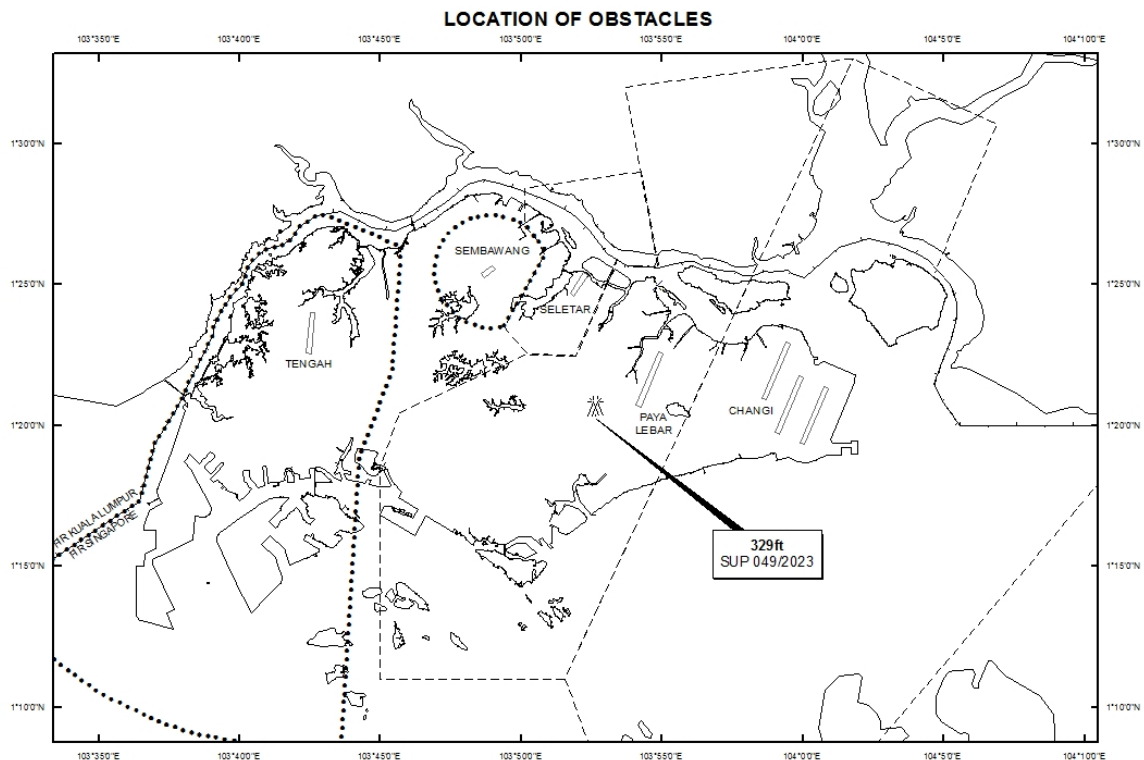 LOCATION OF OBSTACLES
103°35'0"E 103°40'0"E 103°45'0"E 103°50'0"E 103°55'0"E 104°0'0"E 104°5'0"E 104°10'0"E
1°30'0"N 1°30'0"N
SEMBAWANG
1°25'0"N 1°25'0"N
SELETAR
TENGAH
PAYA
LEBAR
CHANGI
1°20'0"N 1°20'0"N
FIR KUALA LUMPUR
FIR SINGAPORE
329ft
SUP 049/2023
1°15'0"N 1°15'0"N
1°10'0"N 1°10'0"N
103°35'0"E 103°40'0"E 103°45'0"E 103°50'0"E 103°55'0"E 104°0'0"E 104°5'0"E 104°10'0"E